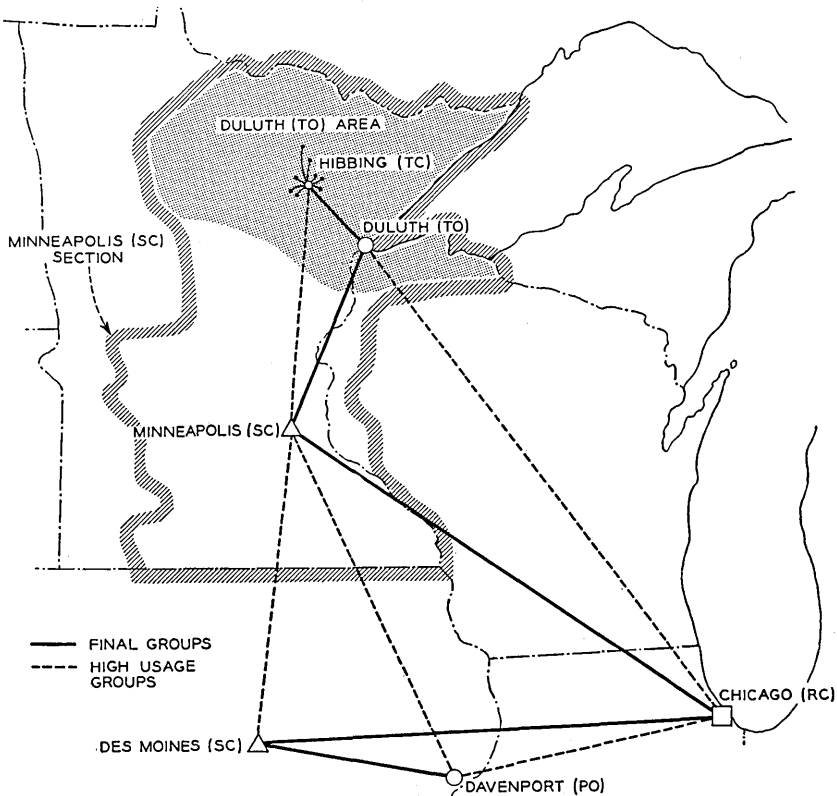 DULUTH (TO) AREA
HIBBING (TC)
DULUTH (TO)
MINNEAPOLIS (SC)
SECTION
MINNEAPOLIS (SC)
FINAL GROUPS
HIGH USAGE
GROUPS
CHICAGO (RC)
DES MOINES (SC)
DAVENPORT (PO)